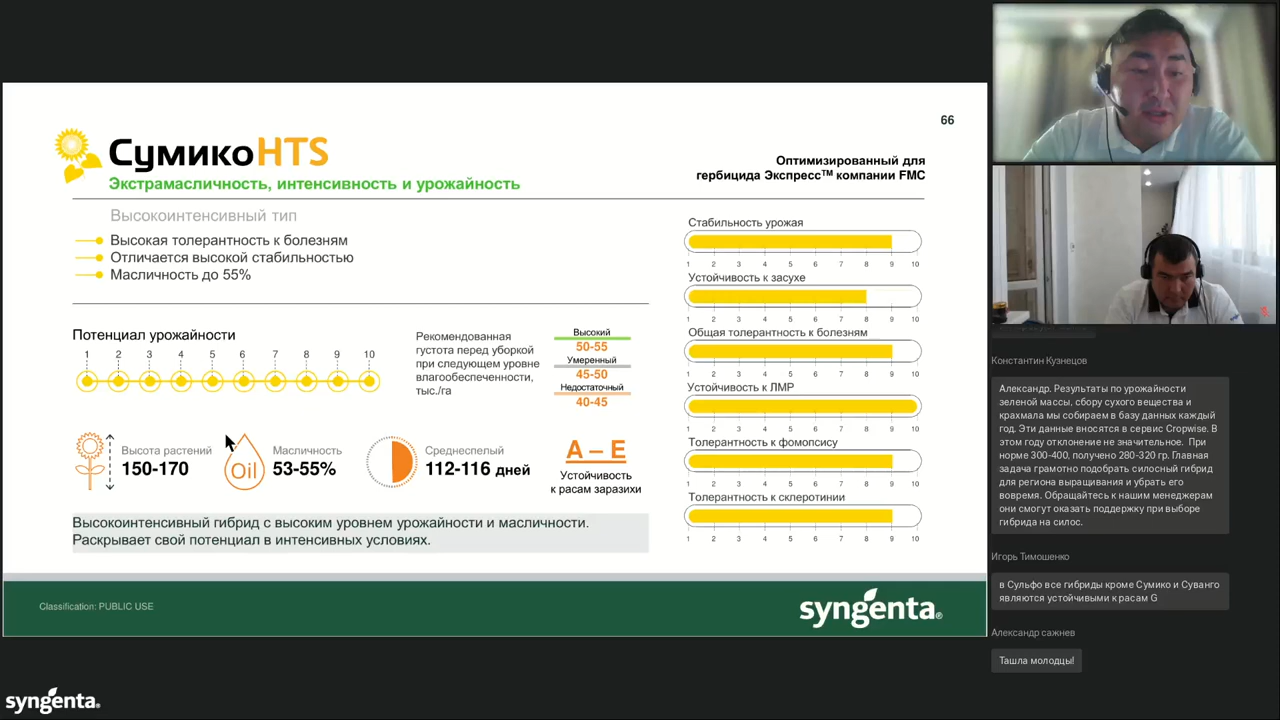 66
СумикоHTS
Экстрамасличность, интенсивность и урожайность
Оптимизированный для
гербицида Экспресс™ компании FMC
Высокоинтенсивный тип
Высокая толерантность к болезням
Отличается высокой стабильностью
Масличность до 55%
Потенциал урожайности
1 2 3 4 5 6 7 8 9 10
Рекомендованная
густота перед уборкой
при следующем уровне
влагообеспеченности,
тыс./га
Высокий
50-55
Умеренный
45-50
Недостаточный
40-45
Высота растений
150-170
Oil
Масличность
53-55%
Среднеспелый
112-116 дней
A – E
Устойчивость
к расам заразихи
Высокоинтенсивный гибрид с высоким уровнем урожайности и масличности.
Раскрывает свой потенциал в интенсивных условиях.
Стабильность урожая
1 2 3 4 5 6 7 8 9 10
Устойчивость к засухе
1 2 3 4 5 6 7 8 9 10
Общая толерантность к болезням
1 2 3 4 5 6 7 8 9 10
Устойчивость к ЛМР
1 2 3 4 5 6 7 8 9 10
Толерантность к фомопсису
1 2 3 4 5 6 7 8 9 10
Толерантность к склеротинии
1 2 3 4 5 6 7 8 9 10
Classification: PUBLIC USE
syngenta®
syngenta.
Константин Кузнецов
Александр. Результаты по урожайности
зеленой массы, сбору сухого вещества и
крахмала мы собираем в базу данных каждый
год. Эти данные вносятся в сервис Cropwise. В
этом году отклонение не значительное. При
норме 300-400, получено 280-320 гр. Главная
задача грамотно подобрать силосный гибрид
для региона выращивания и убрать его
вовремя. Обращайтесь к нашим менеджерам
они смогут оказать поддержку при выборе
гибрида на силос.
Игорь Тимошенко
в Сульфо все гибриды кроме Сумико и Суванго
являются устойчивыми к расам G
Александр сажнев
Ташла молодцы!